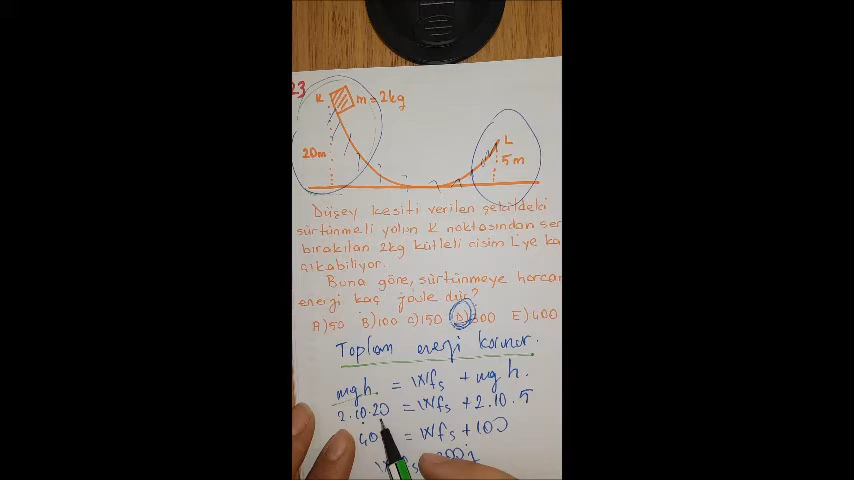 23
K m=2kg
L
20m
5m
Düşey kesiti verilen şekildeki
sürtünmeli yolun K noktasından ser
bırakılan 2kg kütleli cisim L'ye ka
çıkabiliyor.
Buna göre, sürtünmeye harcan
enerji kaç joule dür?
A)50 B)100 C)150 D)300 E)400
Toplam enerji korunur.
mgh. = Wfs + mgh.
2.10.20 = Wfs + 2.10.5
40 = Wfs + 100